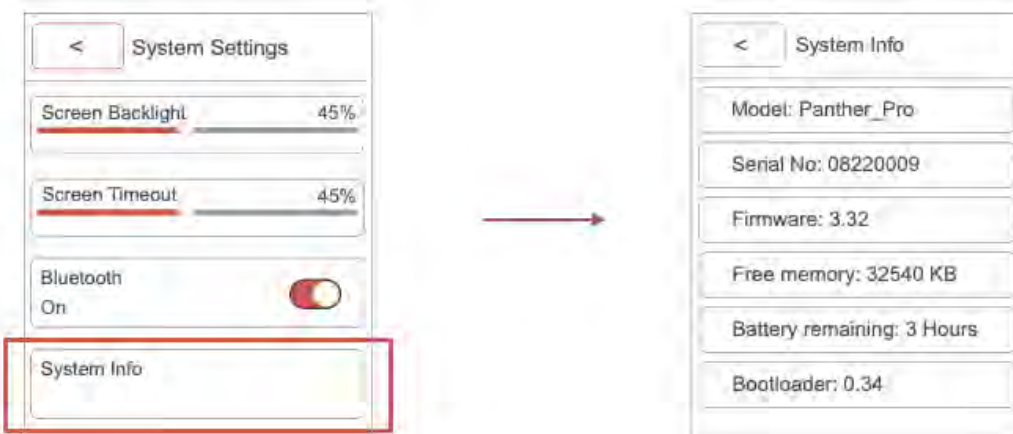 < System Settings
Screen Backlight 45%
Screen Timeout 45%
Bluetooth
On
System Info
< System Info
Model: Panther_Pro
Serial No: 08220009
Firmware: 3.32
Free memory: 32540 KB
Battery remaining: 3 Hours
Bootloader: 0.34